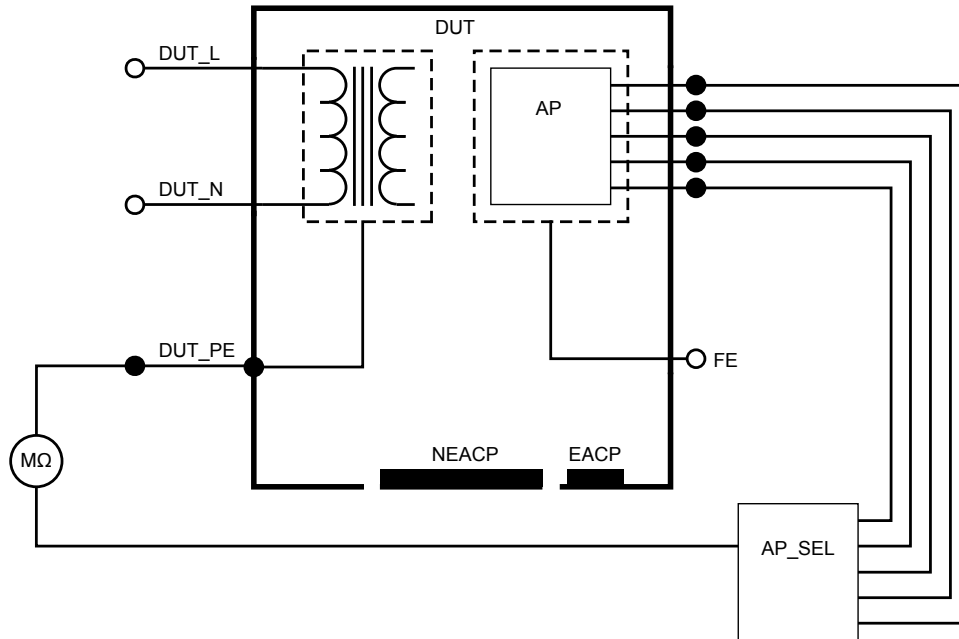 DUT
DUT_L
AP
DUT_N
DUT_PE
FE
NEACP
EACP
MΩ
AP_SEL